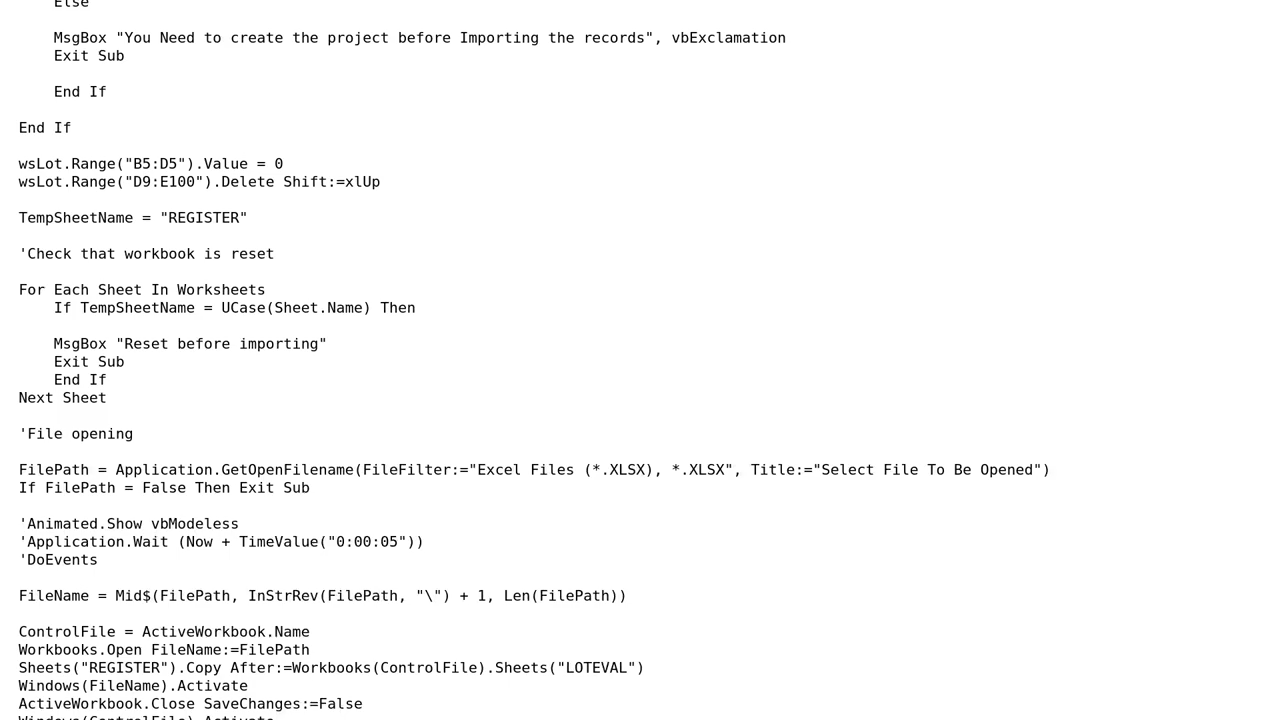 Else
MsgBox "You Need to create the project before Importing the records", vbExclamation
Exit Sub
End If
End If
wsLot.Range("B5:D5").Value = 0
wsLot.Range("D9:E100").Delete Shift:=xlUp
TempSheetName = "REGISTER"
'Check that workbook is reset
For Each Sheet In Worksheets
If TempSheetName = UCase(Sheet.Name) Then
MsgBox "Reset before importing"
Exit Sub
End If
Next Sheet
'File opening
FilePath = Application.GetOpenFilename(FileFilter:="Excel Files (*.XLSX), *.XLSX", Title:="Select File To Be Opened")
If FilePath = False Then Exit Sub
'Animated.Show vbModeless
'Application.Wait (Now + TimeValue("0:00:05"))
'DoEvents
FileName = Mid$(FilePath, InStrRev(FilePath, "\") + 1, Len(FilePath))
ControlFile = ActiveWorkbook.Name
Workbooks.Open FileName:=FilePath
Sheets("REGISTER").Copy After:=Workbooks(ControlFile).Sheets("LOTEVAL")
Windows(FileName).Activate
ActiveWorkbook.Close SaveChanges:=False
Windows(ControlFile).Activate